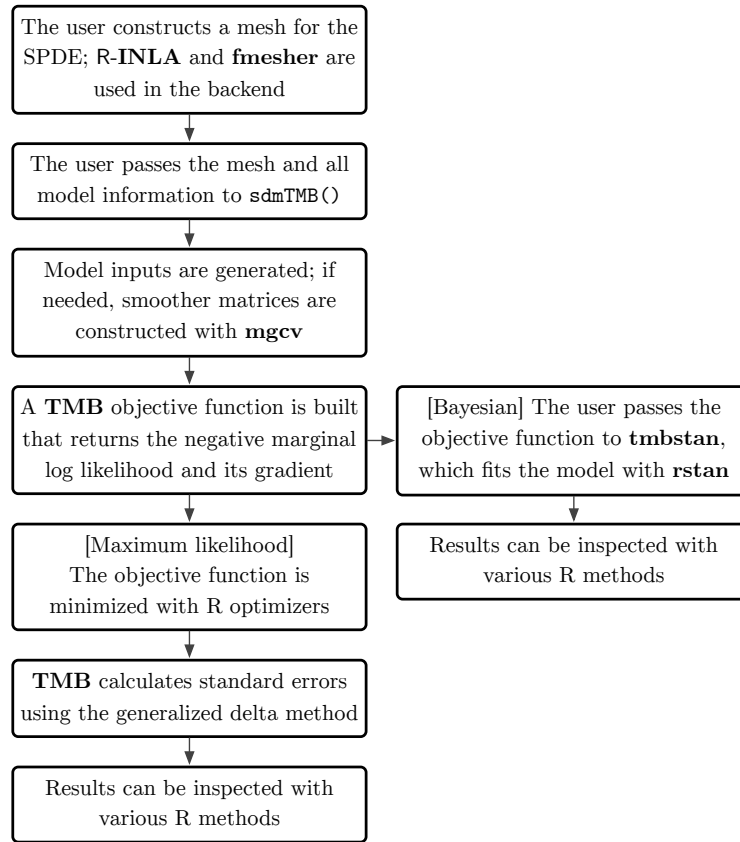 The user constructs a mesh for the
SPDE; R-INLA and fmesher are
used in the backend
The user passes the mesh and all
model information to sdmTMB()
Model inputs are generated; if
needed, smoother matrices are
constructed with mgcv
A TMB objective function is built
that returns the negative marginal
log likelihood and its gradient
[Bayesian] The user passes the
objective function to tmbstan,
which fits the model with rstan
[Maximum likelihood]
The objective function is
minimized with R optimizers
Results can be inspected with
various R methods
TMB calculates standard errors
using the generalized delta method
Results can be inspected with
various R methods